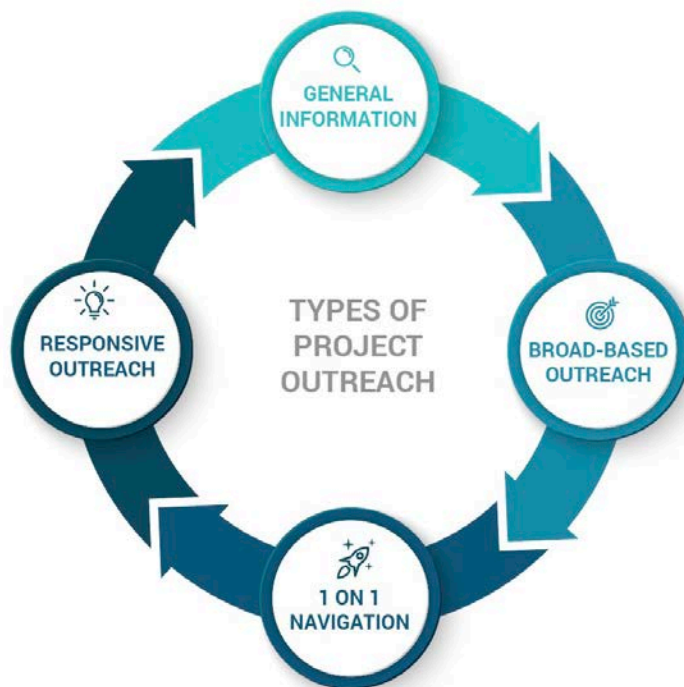 GENERAL
INFORMATION
TYPES OF
PROJECT
OUTREACH
RESPONSIVE
OUTREACH
BROAD-BASED
OUTREACH
1 ON 1
NAVIGATION